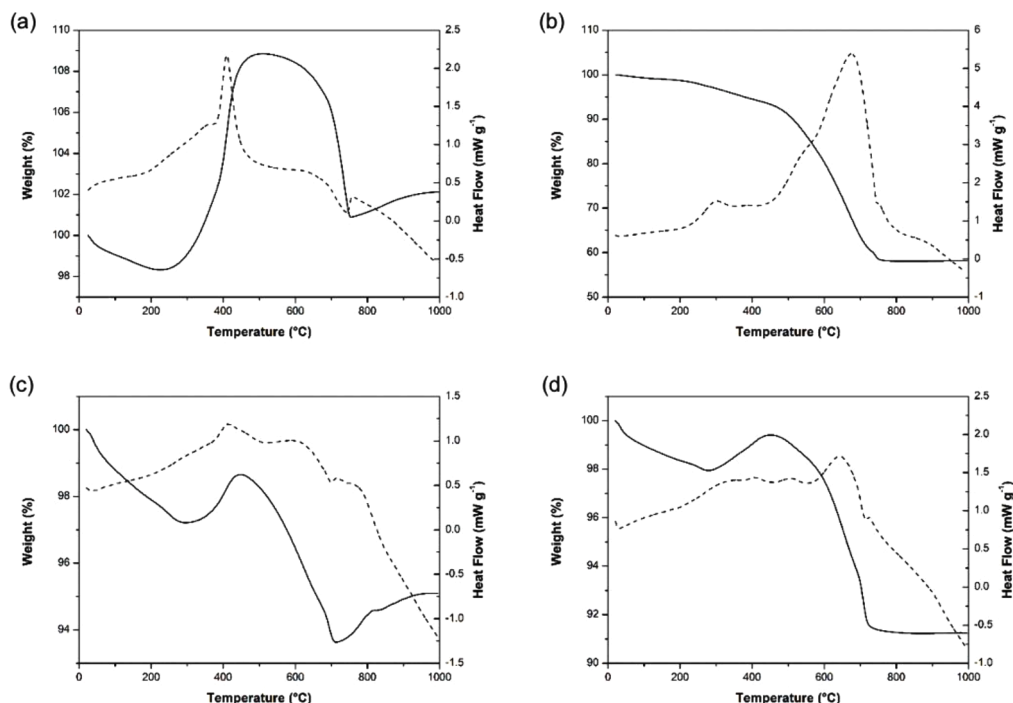 (a)
110
108
106
104
102
100
98
Weight (%)
2.5
2.0
1.5
1.0
0.5
0.0
-0.5
-1.0
Heat Flow (mW g⁻¹)
0 200 400 600 800 1000
Temperature (°C)
(b)
110
100
90
80
70
60
50
Weight (%)
6
5
4
3
2
1
0
-1
Heat Flow (mW g⁻¹)
0 200 400 600 800 1000
Temperature (°C)
(c)
100
98
96
94
Weight (%)
1.5
1.0
0.5
0.0
-0.5
-1.0
-1.5
Heat Flow (mW g⁻¹)
0 200 400 600 800 1000
Temperature (°C)
(d)
100
98
96
94
92
90
Weight (%)
2.5
2.0
1.5
1.0
0.5
0.0
-0.5
-1.0
Heat Flow (mW g⁻¹)
0 200 400 600 800 1000
Temperature (°C)